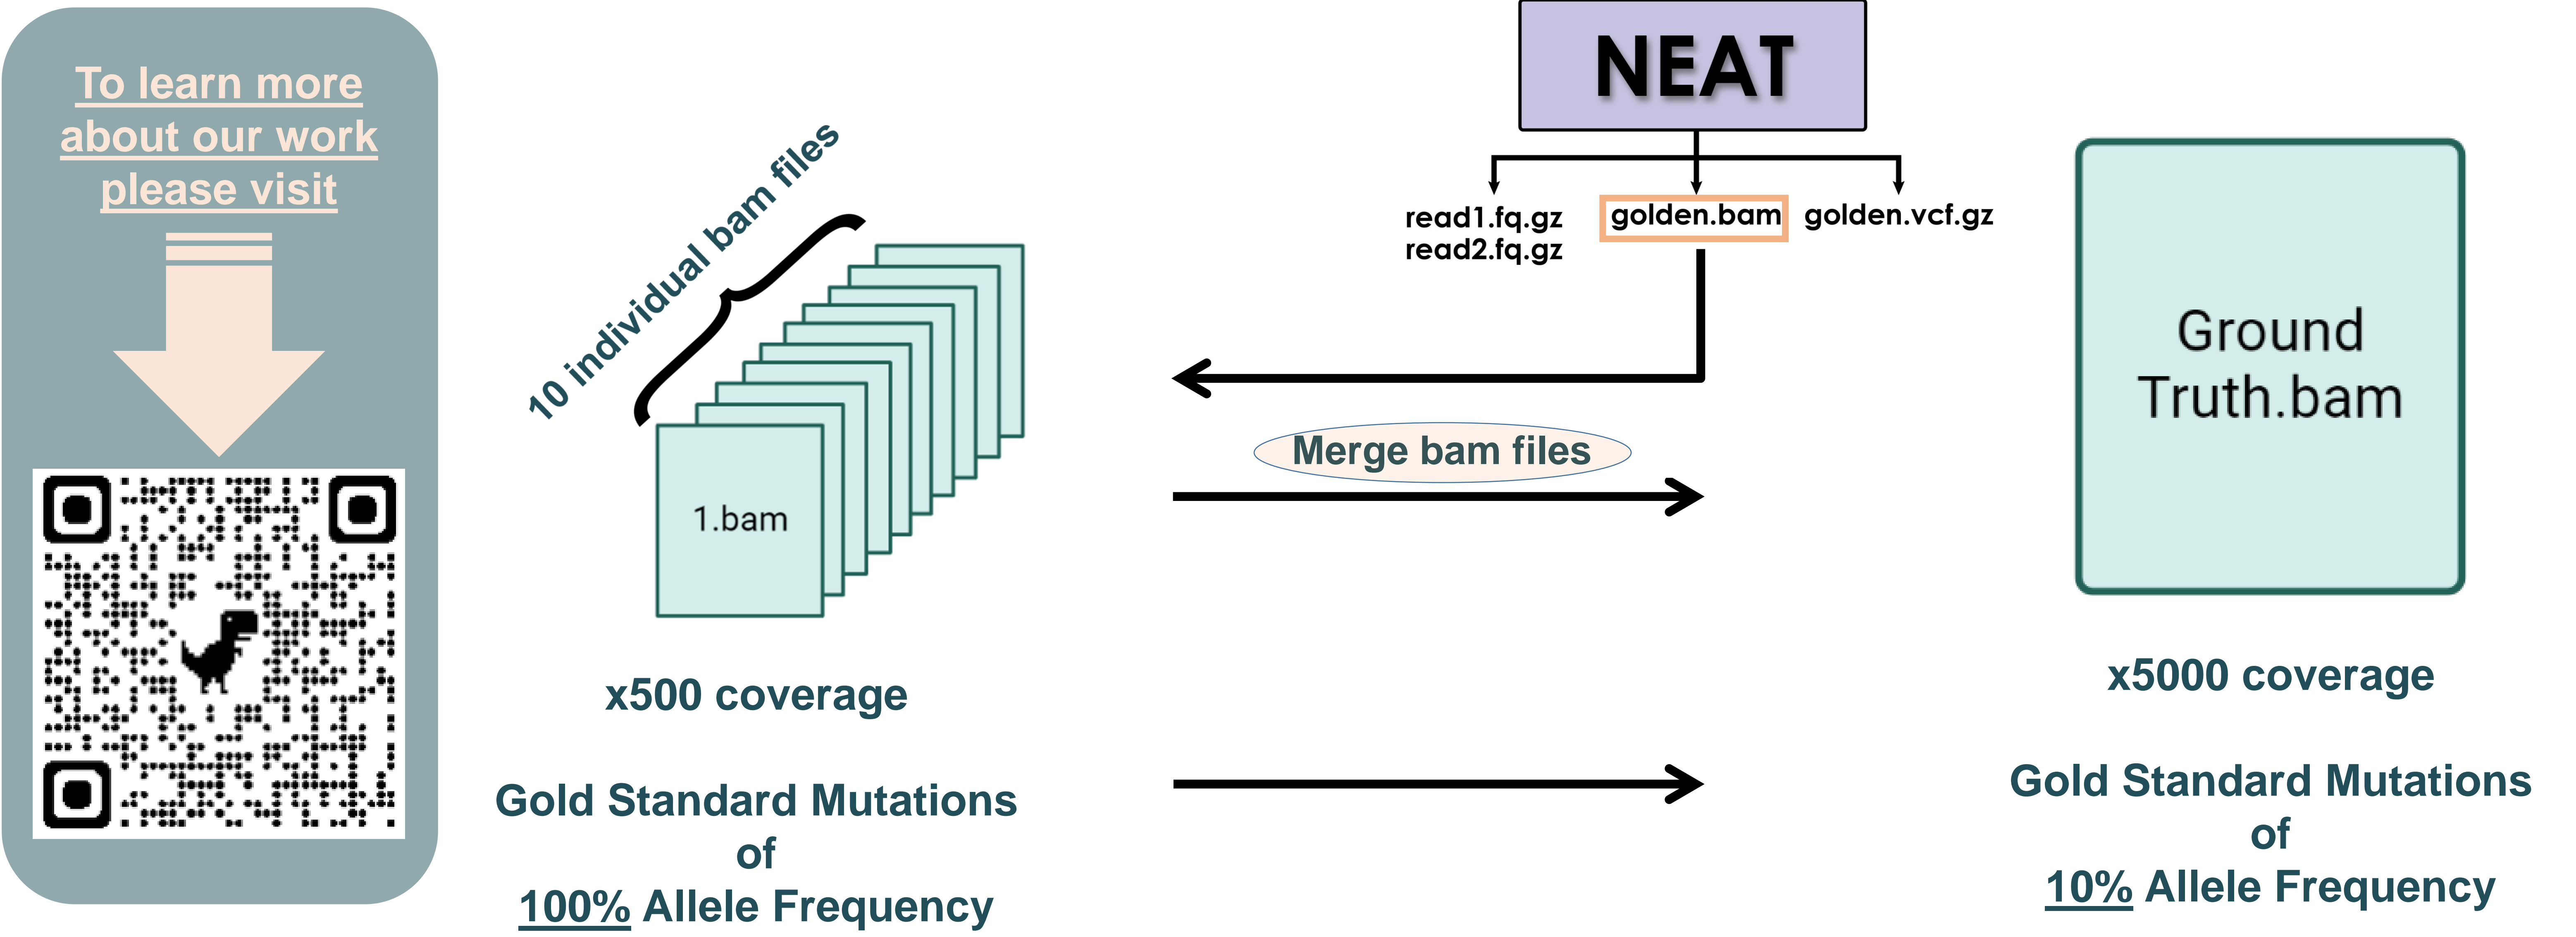 To learn more
about our work
please visit
10 individual bam files
1.bam
x500 coverage
Gold Standard Mutations
of
100% Allele Frequency
NEAT
read1.fq.gz
read2.fq.gz
golden.bam
golden.vcf.gz
Merge bam files
Ground
Truth.bam
x5000 coverage
Gold Standard Mutations
of
10% Allele Frequency